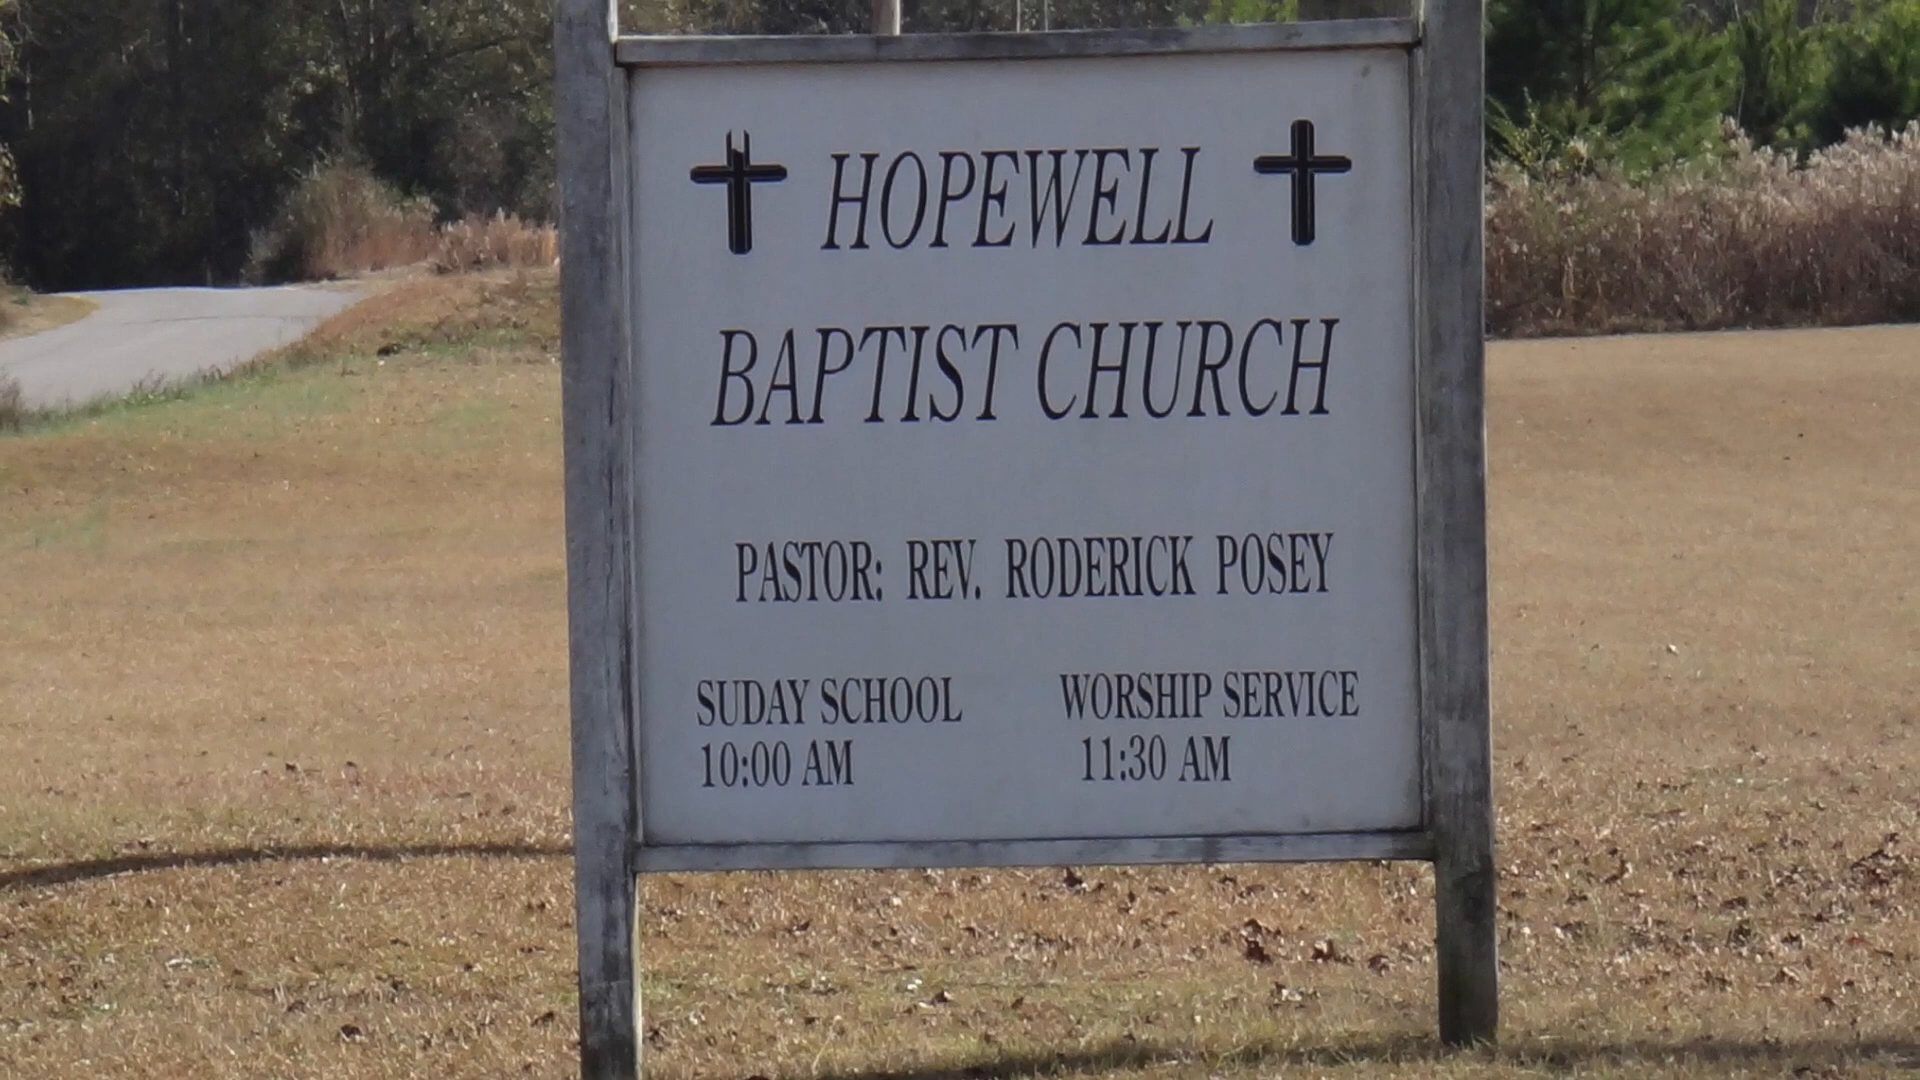 HOPEWELL
BAPTIST CHURCH
PASTOR: REV. RODERICK POSEY
SUDAY SCHOOL WORSHIP SERVICE
10:00 AM 11:30 AM